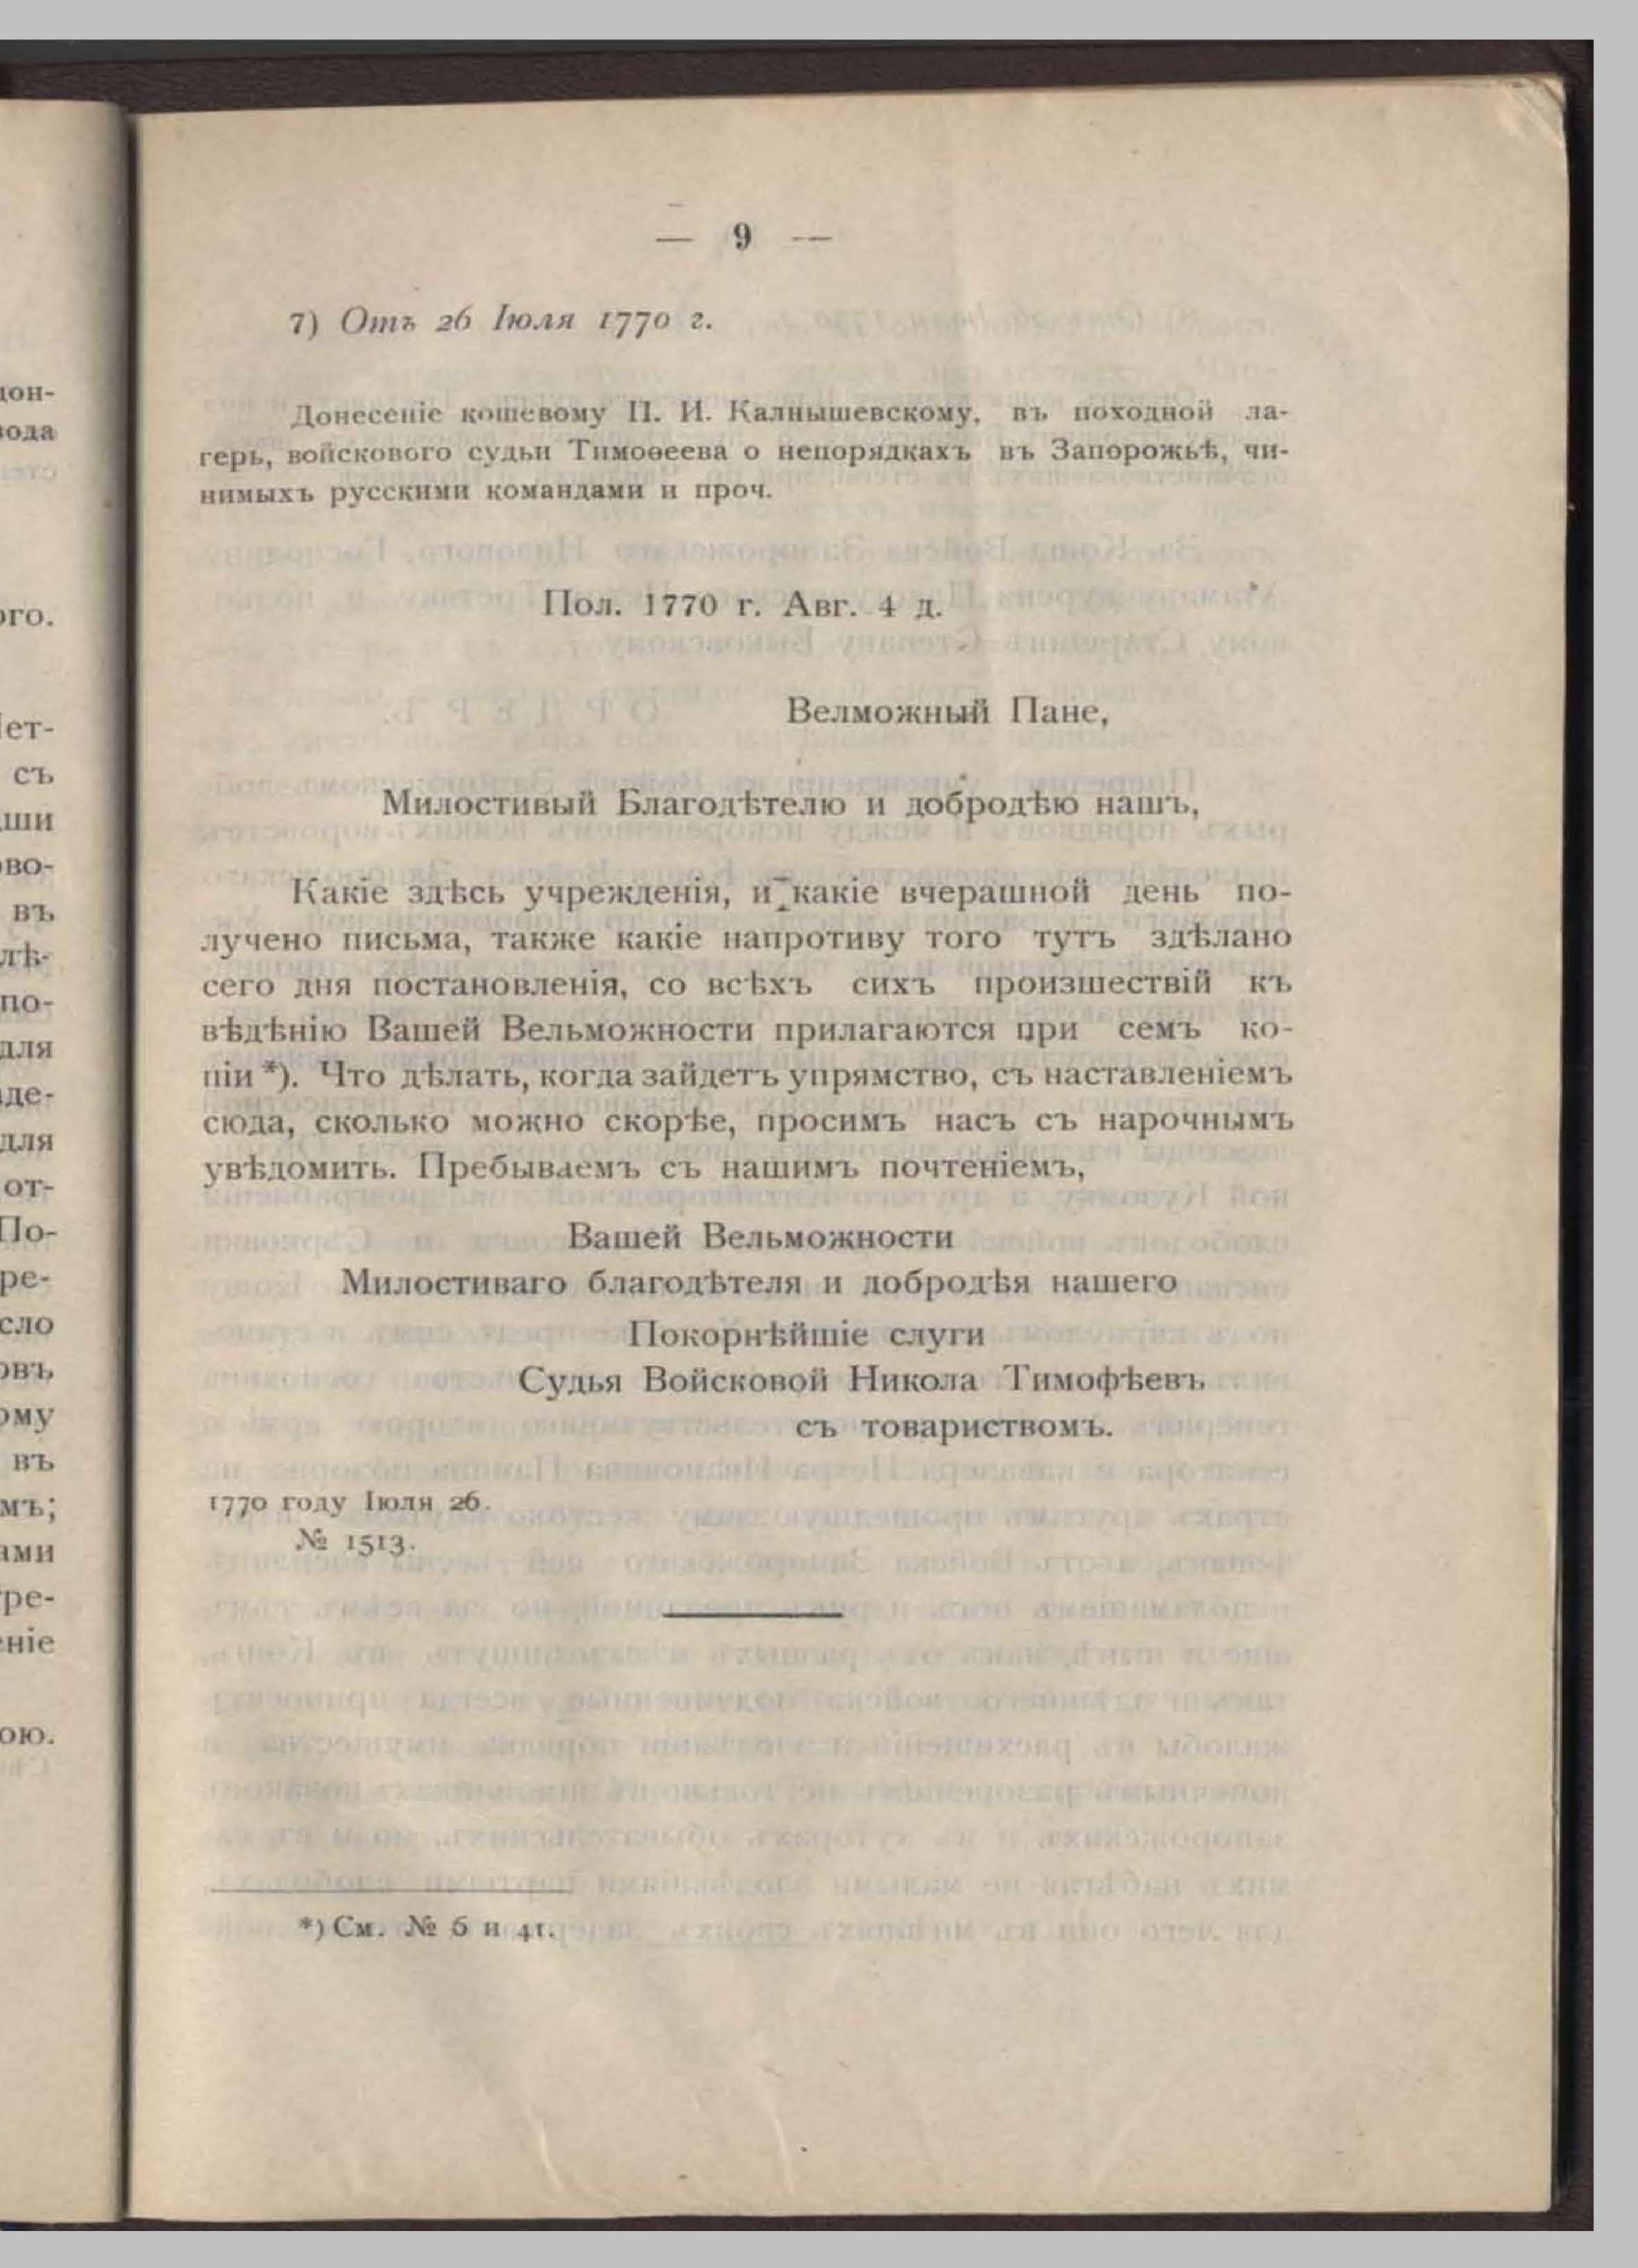 — 9 —
7) Отъ 26 Іюля 1770 г.
Донесеніе кошевому П. И. Калнышевскому, въ походной ла-
герь, войскового судьи Тимоѳеева о непорядкахъ въ Запорожьѣ, чи-
нимыхъ русскими командами и проч.
Пол. 1770 г. Авг. 4 д.
Велможный Пане,
Милостивый Благодѣтелю и добродѣю нашъ,
Какіе здѣсь учрежденія, и какіе вчерашной день по-
лучено письма, также какіе напротиву того тутъ здѣлано
сего дня постановленія, со всѣхъ сихъ произшествій къ
вѣдѣнію Вашей Вельможности прилагаются при семъ ко-
піи *). Что дѣлать, когда зайдетъ упрямство, съ наставленіемъ
сюда, сколько можно скорѣе, просимъ насъ съ нарочнымъ
увѣдомить. Пребываемъ съ нашимъ почтеніемъ,
Вашей Вельможности
Милостиваго благодѣтеля и добродѣя нашего
Покорнѣйшіе слуги
Судья Войсковой Никола Тимофѣевъ
съ товариствомъ.
1770 году Іюля 26.
№ 1513.
*) См. № 6 и 41.